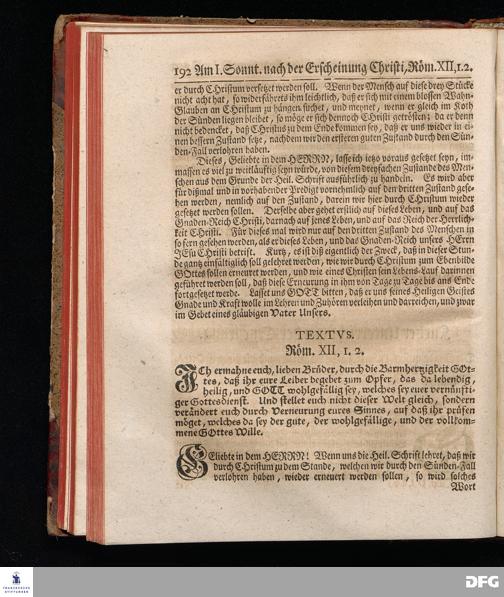 192 Am I. Sonnt. nach der Erscheinung Christi, Röm. XII, 1. 2.
er durch Christum versetzet werden soll. Wenn der Mensch auf diese drey Stücke
nicht acht hat, so widerfährets ihm leichtlich, daß er sich mit einem blossen Wahn-
Glauben an Christum zu hängen suchet, und meynet, wenn er gleich im Koth
der Sünden liegen bleibet, so möge er sich dennoch Christi getrösten; da er denn
nicht bedencket, daß Christus zu dem Ende kommen sey, daß er uns wieder in ei-
nen bessern Zustand setze, nachdem wir den ersteren guten Zustand durch den Sün-
den-Fall verlohren haben.
Dieses, Geliebte in dem HERRN, lasse ich ietzo voraus gesetzt seyn, im-
massen es viel zu weitläuftig seyn würde, von diesem dreyfachen Zustande des Men-
schen aus dem Grunde der Heil. Schrift ausführlich zu handeln. Es wird aber
für dißmal und in vorhabender Predigt vornehmlich auf den dritten Zustand gese-
hen werden, nemlich auf den Zustand, darein wir hier durch Christum wieder
gesetzet werden sollen. Derselbe aber gehet erstlich auf dieses Leben, und auf das
Gnaden-Reich Christi, darnach auf jenes Leben, und auf das Reich der Herrlich-
keit Christi. Für dieses mal wird nur auf den dritten Zustand des Menschen in
so fern gesehen werden, als er dieses Leben, und das Gnaden-Reich unsers HErrn
JEsu Christi betrift. Kurtz, es ist diß eigentlich der Zweck, daß in dieser Stun-
de gantz einfältiglich soll gelehret werden, wie wir durch Christum zum Ebenbilde
GOttes sollen erneuret werden, und wie eines Christen sein Lebens-Lauf darinnen
geführet werden soll, daß diese Erneurung in ihm von Tage zu Tage bis ans Ende
fortgesetzet werde. Lasset uns GOTT bitten, daß er uns seines Heiligen Geistes
Gnade und Kraft wolle im Lehren und Zuhören verleihen und darreichen, und zwar
im Gebet eines gläubigen Vater Unsers.
TEXTVS.
Röm. XII, 1. 2.
ICh ermahne euch, lieben Brüder, durch die Barmhertzigkeit GOt-
tes, daß ihr eure Leiber begebet zum Opfer, das da lebendig,
heilig, und GOTT wohlgefällig sey, welches sey euer vernünfti-
ger Gottesdienst. Und stellet euch nicht dieser Welt gleich, sondern
verändert euch durch Verneurung eures Sinnes, auf daß ihr prüfen
möget, welches da sey der gute, der wohlgefällige, und der vollkom-
mene GOttes Wille.
GEliebte in dem HERRN! Wenn uns die Heil. Schrift lehret, daß wir
durch Christum zu dem Stande, welchen wir durch den Sünden-Fall
verlohren haben, wieder erneuert werden sollen, so wird solches
Wort
FRANCKESCHE
STIFTUNGEN
DFG